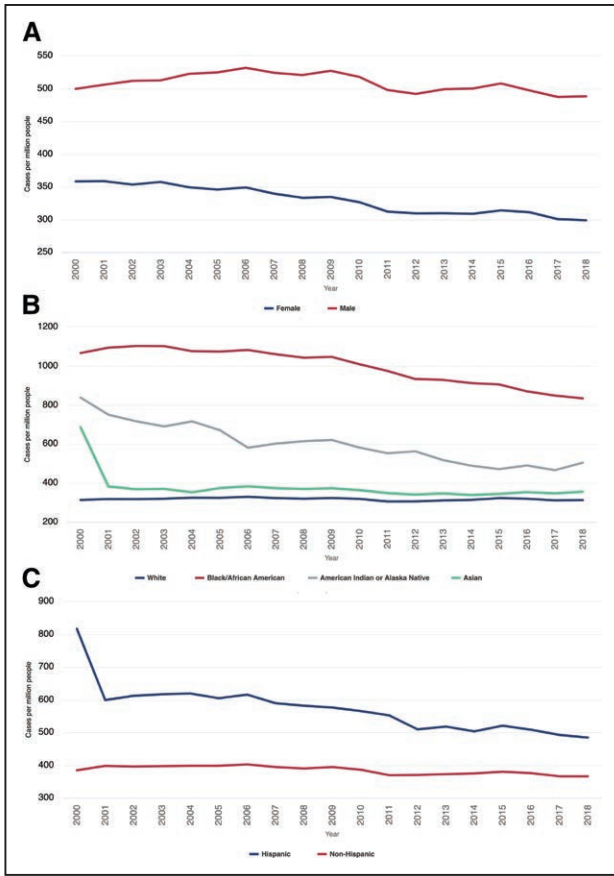 A
550
500
450
400
350
300
250
Cases per million people
2000 2001 2002 2003 2004 2005 2006 2007 2008 2009 2010 2011 2012 2013 2014 2015 2016 2017 2018
Year
Female Male
B
1200
1000
800
600
400
200
Cases per million people
2000 2001 2002 2003 2004 2005 2006 2007 2008 2009 2010 2011 2012 2013 2014 2015 2016 2017 2018
White Black/African American American Indian or Alaska Native Asian
C
900
800
700
600
500
400
300
Cases per million people
2000 2001 2002 2003 2004 2005 2006 2007 2008 2009 2010 2011 2012 2013 2014 2015 2016 2017 2018
Year
Hispanic Non-Hispanic